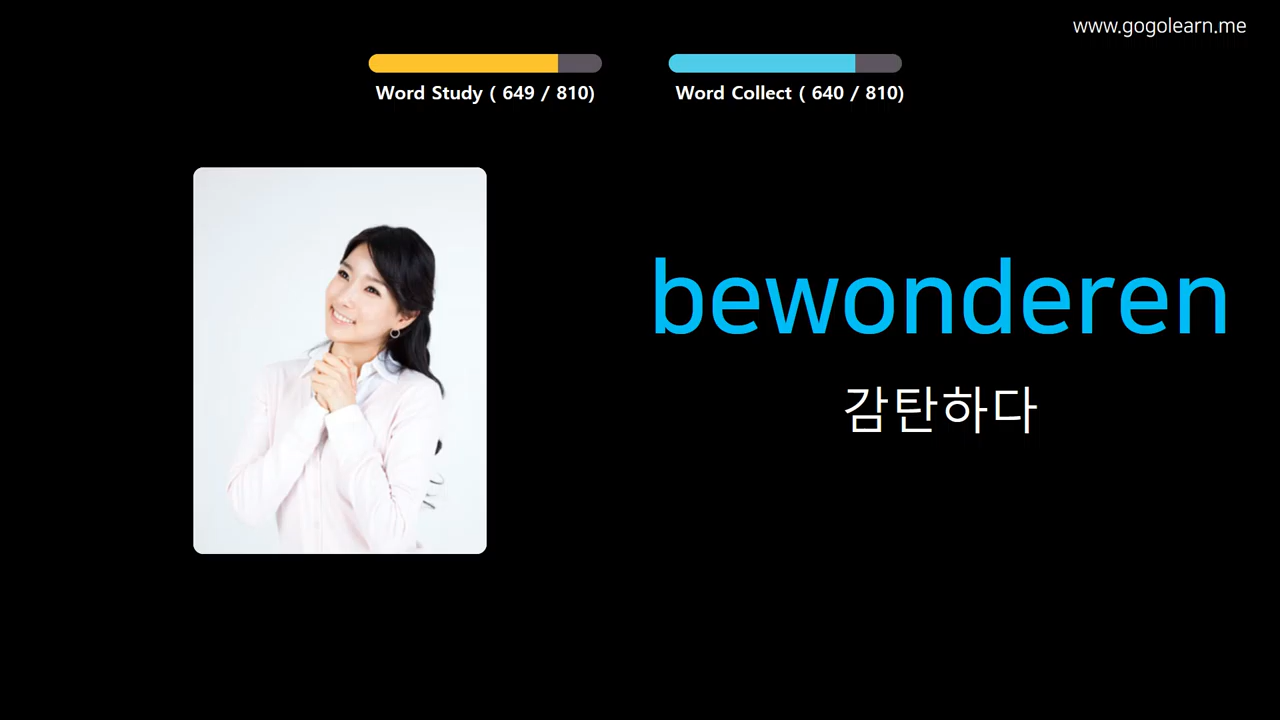 www.gogolearn.me
Word Study ( 649 / 810)
Word Collect ( 640 / 810)
bewonderen
감탄하다